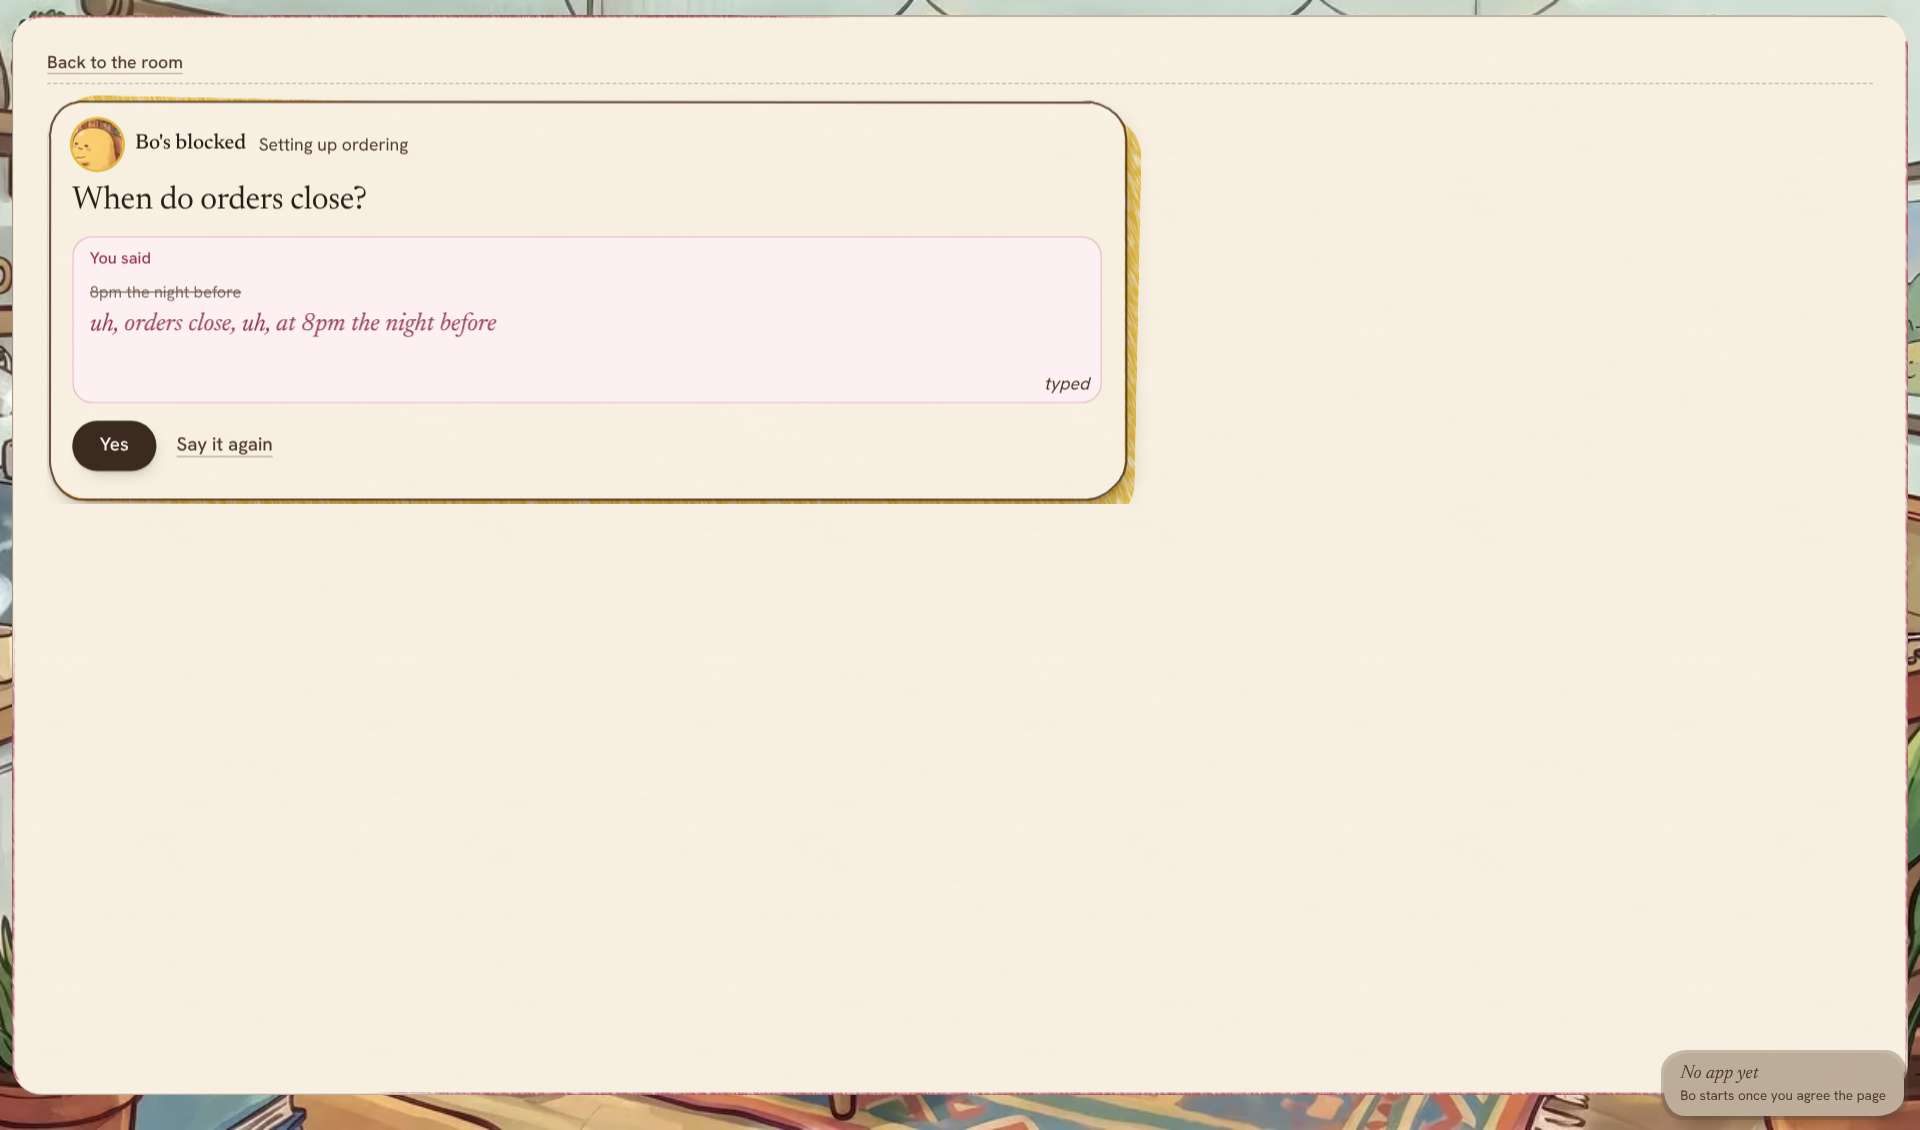 Back to the room
Bo's blocked Setting up ordering
When do orders close?
You said
8pm the night before
uh, orders close, uh, at 8pm the night before
typed
Yes Say it again
No app yet
Bo starts once you agree the page